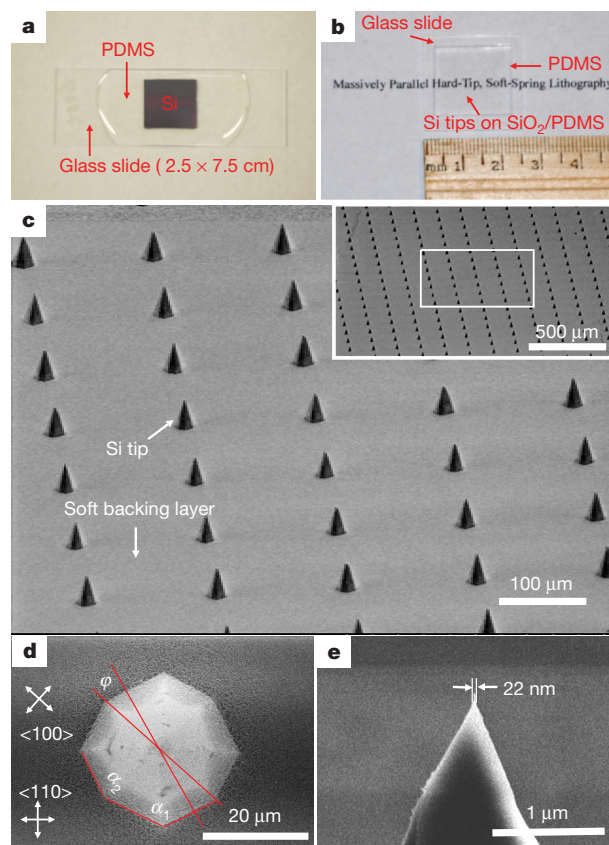 a
PDMS
Si
Glass slide ( 2.5 × 7.5 cm)
b
Glass slide
PDMS
Massively Parallel Hard-Tip, Soft-Spring Lithography
Si tips on SiO₂/PDMS
mm 1 2 3 4
c
500 μm
Si tip
Soft backing layer
100 μm
d
φ
<100>
<110>
α₂
α₁
20 μm
e
22 nm
1 μm